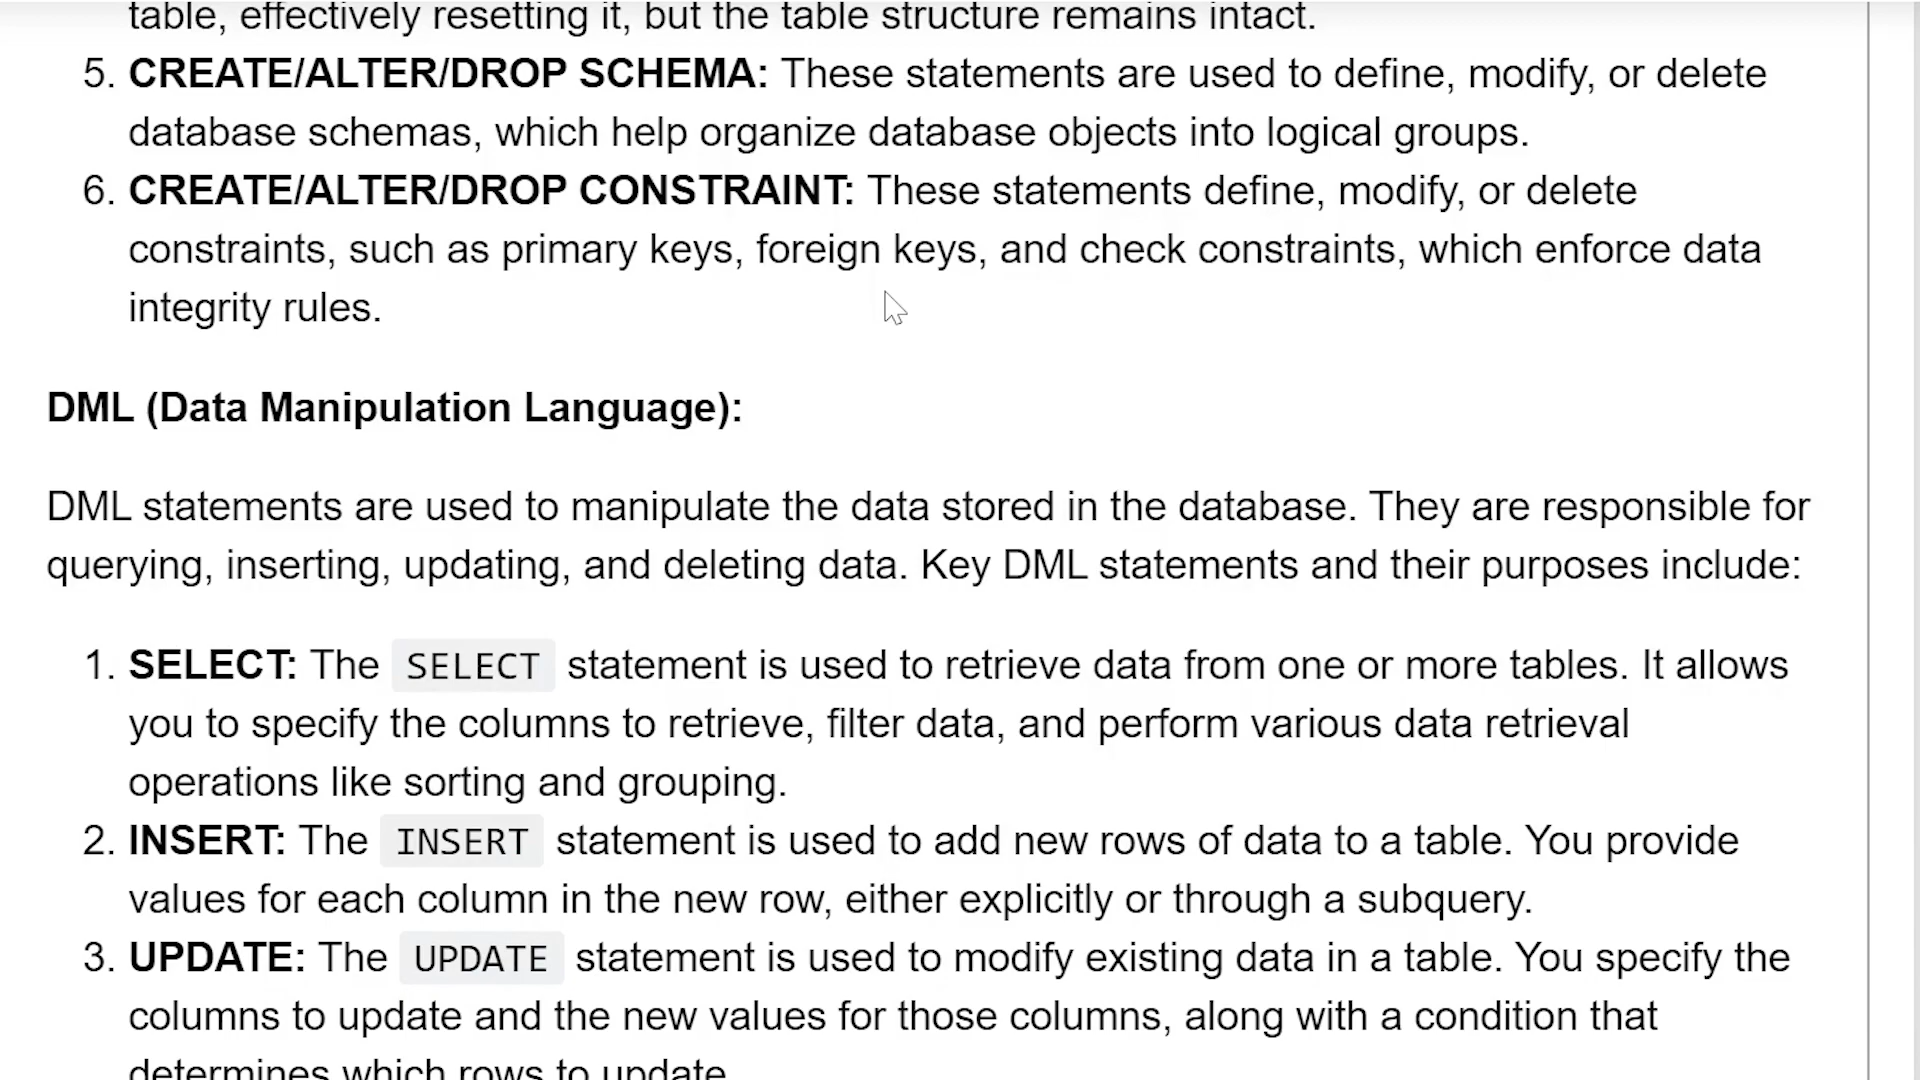 table, effectively resetting it, but the table structure remains intact.
5. CREATE/ALTER/DROP SCHEMA: These statements are used to define, modify, or delete
database schemas, which help organize database objects into logical groups.
6. CREATE/ALTER/DROP CONSTRAINT: These statements define, modify, or delete
constraints, such as primary keys, foreign keys, and check constraints, which enforce data
integrity rules.
DML (Data Manipulation Language):
DML statements are used to manipulate the data stored in the database. They are responsible for
querying, inserting, updating, and deleting data. Key DML statements and their purposes include:
1. SELECT: The SELECT statement is used to retrieve data from one or more tables. It allows
you to specify the columns to retrieve, filter data, and perform various data retrieval
operations like sorting and grouping.
2. INSERT: The INSERT statement is used to add new rows of data to a table. You provide
values for each column in the new row, either explicitly or through a subquery.
3. UPDATE: The UPDATE statement is used to modify existing data in a table. You specify the
columns to update and the new values for those columns, along with a condition that
determines which rows to update.